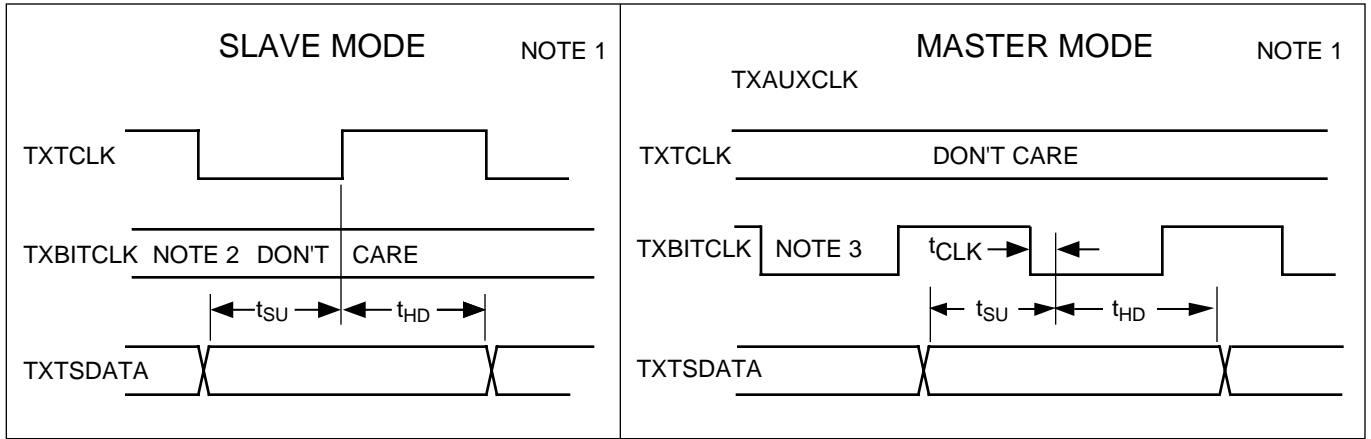 SLAVE MODE NOTE 1
TXTCLK
TXBITCLK NOTE 2 DON'T CARE
tSU tHD
TXTSDATA
MASTER MODE NOTE 1
TXAUXCLK
TXTCLK DON'T CARE
TXBITCLK NOTE 3 tCLK
tSU tHD
TXTSDATA